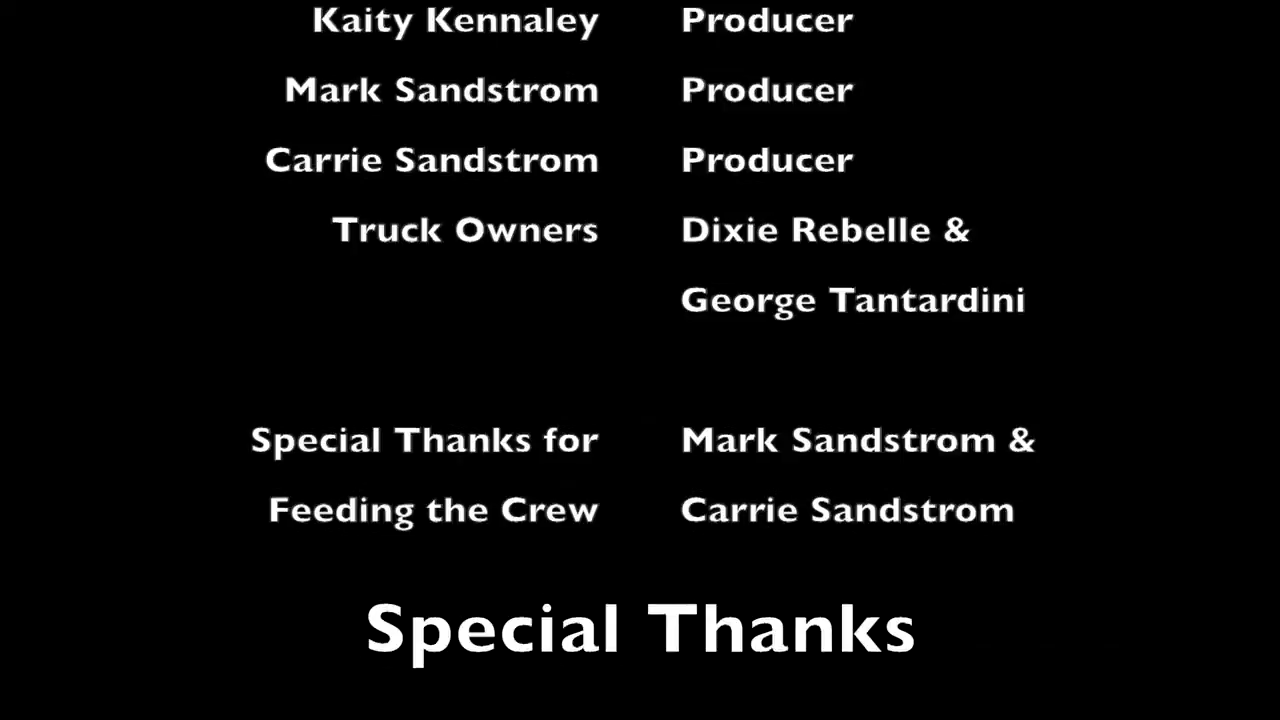 Kaity Kennaley Producer
Mark Sandstrom Producer
Carrie Sandstrom Producer
Truck Owners Dixie Rebelle &
George Tantardini
Special Thanks for Mark Sandstrom &
Feeding the Crew Carrie Sandstrom
Special Thanks